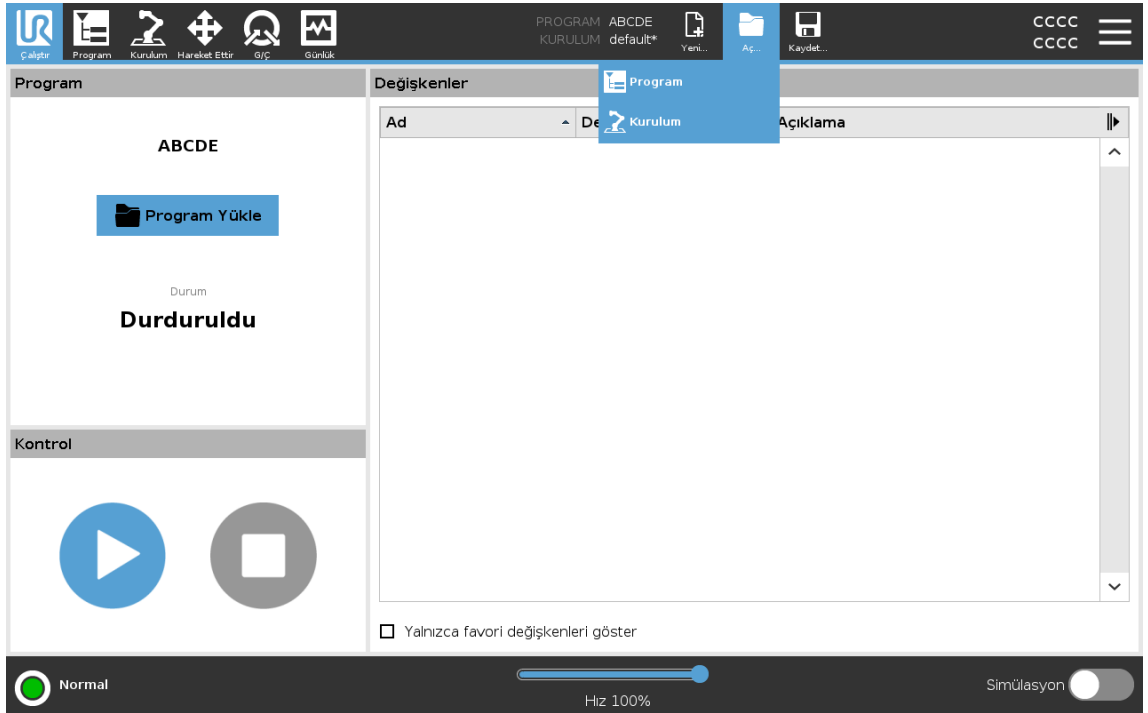 PROGRAM ABCDE
KURULUM default*
CCCC
CCCC
Çalıştır Program Kurulum Hareket Ettir G/Ç Günlük Yeni... Aç... Kaydet...
Program
Kurulum
Program
ABCDE
Program Yükle
Durum
Durduruldu
Kontrol
Değişkenler
Ad De Açıklama
Yalnızca favori değişkenleri göster
Normal
Hız 100%
Simülasyon